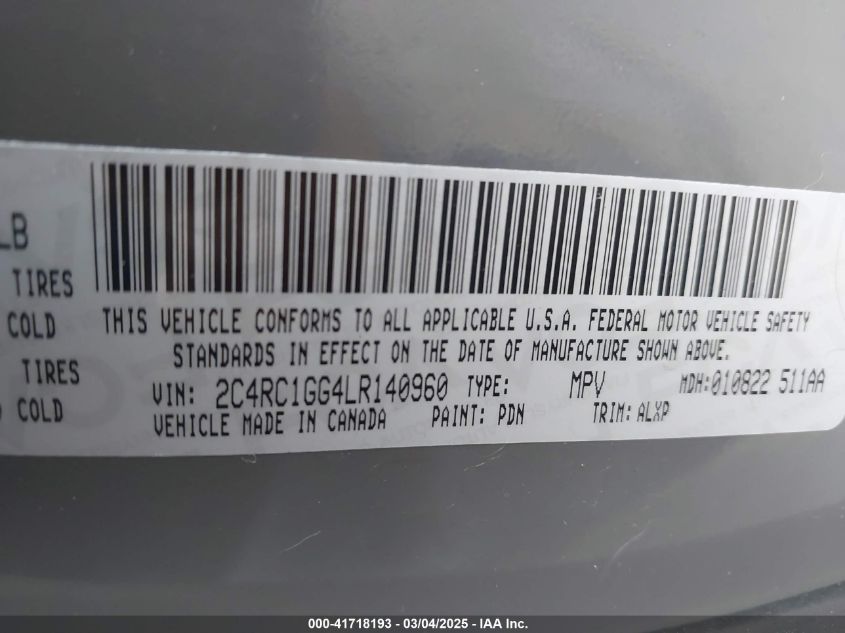 LB
TIRES
COLD
TIRES
COLD
THIS VEHICLE CONFORMS TO ALL APPLICABLE U.S.A. FEDERAL MOTOR VEHICLE SAFETY
STANDARDS IN EFFECT ON THE DATE OF MANUFACTURE SHOWN ABOVE.
VIN: 2C4RC1GG4LR140960 TYPE: MPV MDH:010822 511AA
VEHICLE MADE IN CANADA PAINT: PDN TRIM: ALXP
000-41718193 - 03/04/2025 - IAA Inc.